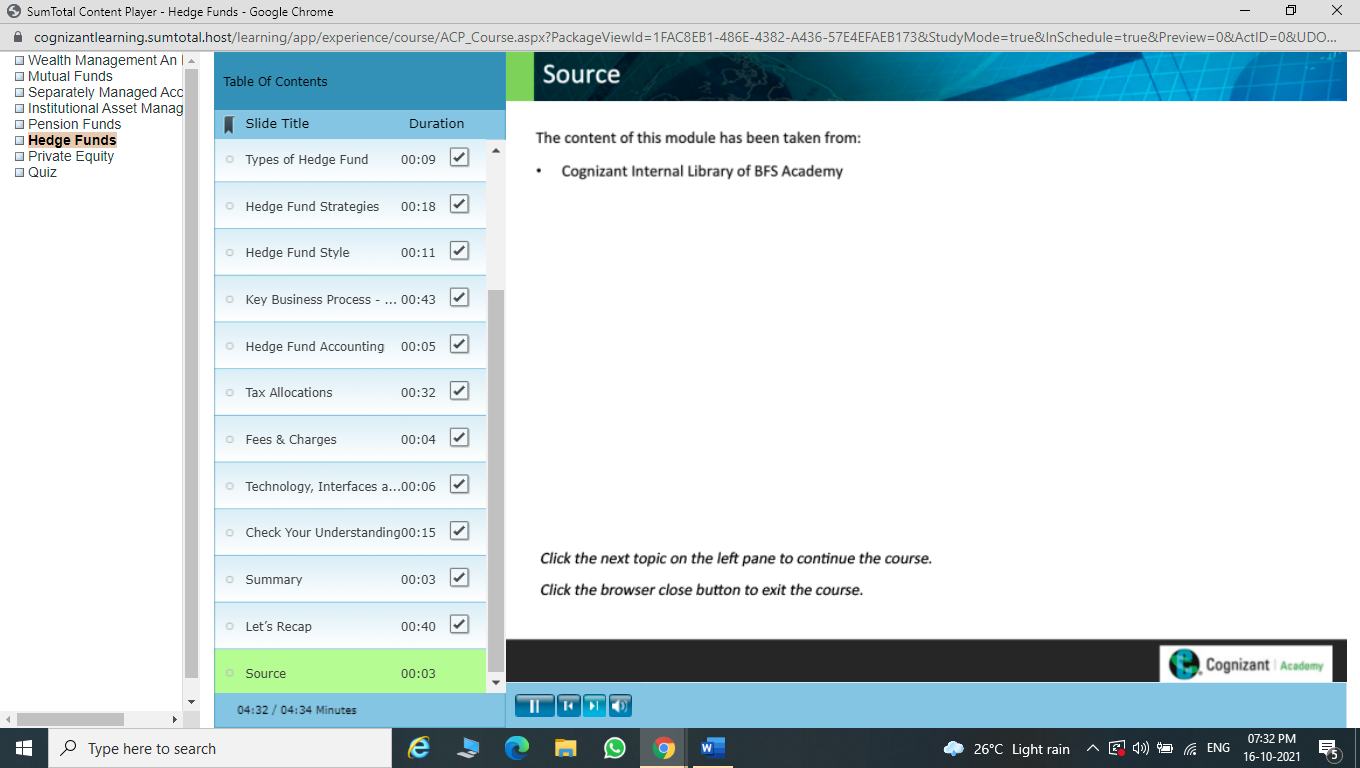 SumTotal Content Player - Hedge Funds - Google Chrome
cognizantlearning.sumtotal.host/learning/app/experience/course/ACP_Course.aspx?PackageViewId=1FAC8EB1-486E-4382-A436-57E4EFAEB173&StudyMode=true&InSchedule=true&Preview=0&ActID=0&UDO...
Wealth Management An
Mutual Funds
Separately Managed Acc
Institutional Asset Manag
Pension Funds
Hedge Funds
Private Equity
Quiz
Table Of Contents
Slide Title Duration
Types of Hedge Fund 00:09
Hedge Fund Strategies 00:18
Hedge Fund Style 00:11
Key Business Process - ... 00:43
Hedge Fund Accounting 00:05
Tax Allocations 00:32
Fees & Charges 00:04
Technology, Interfaces a...00:06
Check Your Understanding00:15
Summary 00:03
Let's Recap 00:40
Source 00:03
04:32 / 04:34 Minutes
Source
The content of this module has been taken from:
• Cognizant Internal Library of BFS Academy
Click the next topic on the left pane to continue the course.
Click the browser close button to exit the course.
Cognizant | Academy
Type here to search
26°C Light rain
ENG
07:32 PM
16-10-2021
5